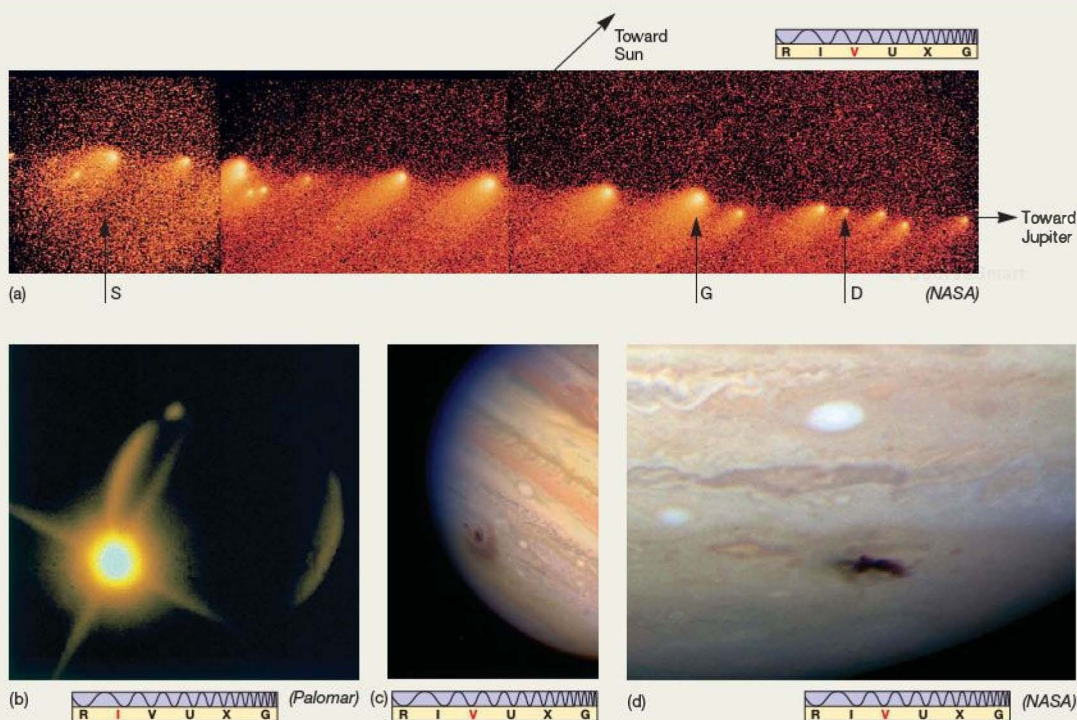 Toward
Sun
R I V U X G
Toward
Jupiter
(a)
S
G
D
(NASA)
(b)
R I V U X G
(Palomar)
(c)
R I V U X G
(d)
R I V U X G
(NASA)